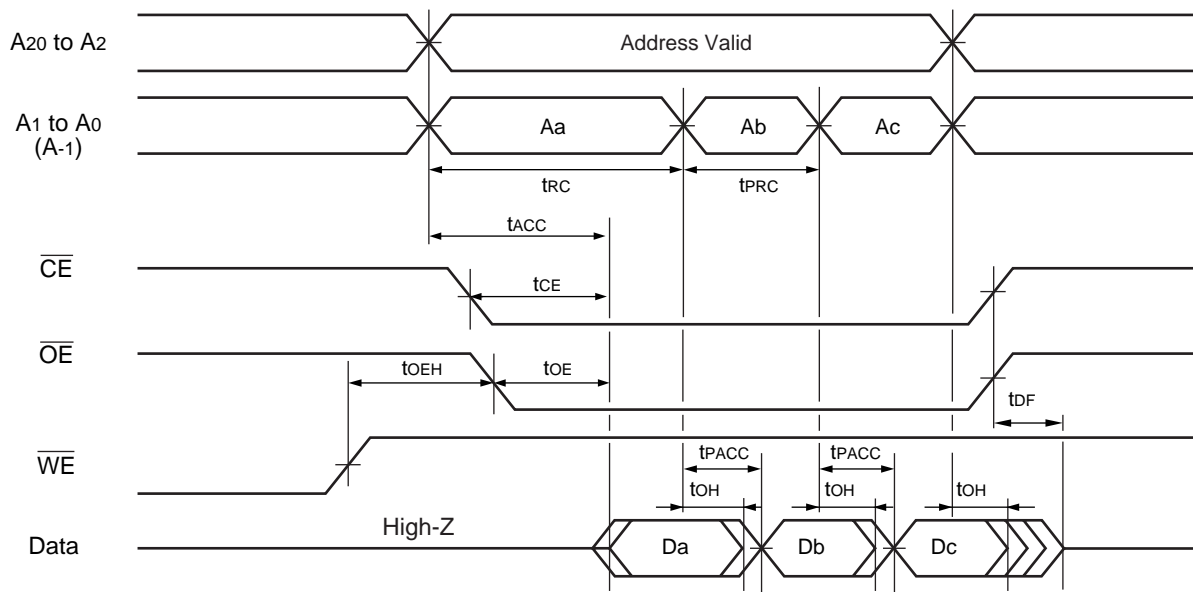 A20 to A2
Address Valid
A1 to A0
(A-1)
Aa
Ab
Ac
tRC
tPRC
tACC
CE
tCE
OE
tOEH
tOE
tDF
WE
tPACC
tPACC
tOH
tOH
tOH
High-Z
Data
Da
Db
Dc